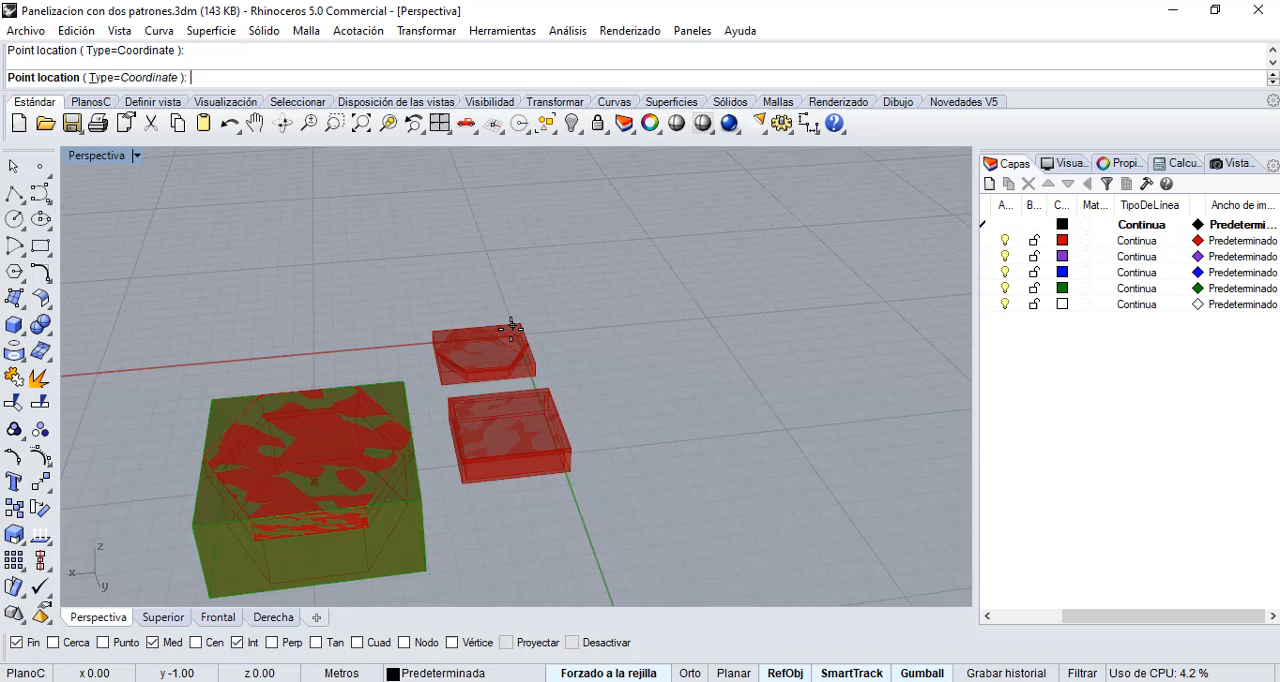 Panelizacion con dos patrones.3dm (143 KB) - Rhinoceros 5.0 Commercial - [Perspectiva]
Archivo Edición Vista Curva Superficie Sólido Malla Acotación Transformar Herramientas Análisis Renderizado Paneles Ayuda
Point location ( Type=Coordinate ):
Point location ( Type=Coordinate ):
Estándar PlanosC Definir vista Visualización Seleccionar Disposición de las vistas Visibilidad Transformar Curvas Superficies Sólidos Mallas Renderizado Dibujo Novedades V5
Perspectiva
Capas Visua... Propi... Calcu... Vista...
A... B... C... Mat... TipoDeLínea Ancho de im...
Continua Predetermi...
Continua Predeterminado
Continua Predeterminado
Continua Predeterminado
Continua Predeterminado
Continua Predeterminado
z
x
y
x
Perspectiva Superior Frontal Derecha
Fin Cerca Punto Med Cen Int Perp Tan Cuad Nodo Vértice Proyectar Desactivar
PlanoC x 0.00 y -1.00 z 0.00 Metros Predeterminada Forzado a la rejilla Orto Planar RefObj SmartTrack Gumball Grabar historial Filtrar Uso de CPU: 4.2 %